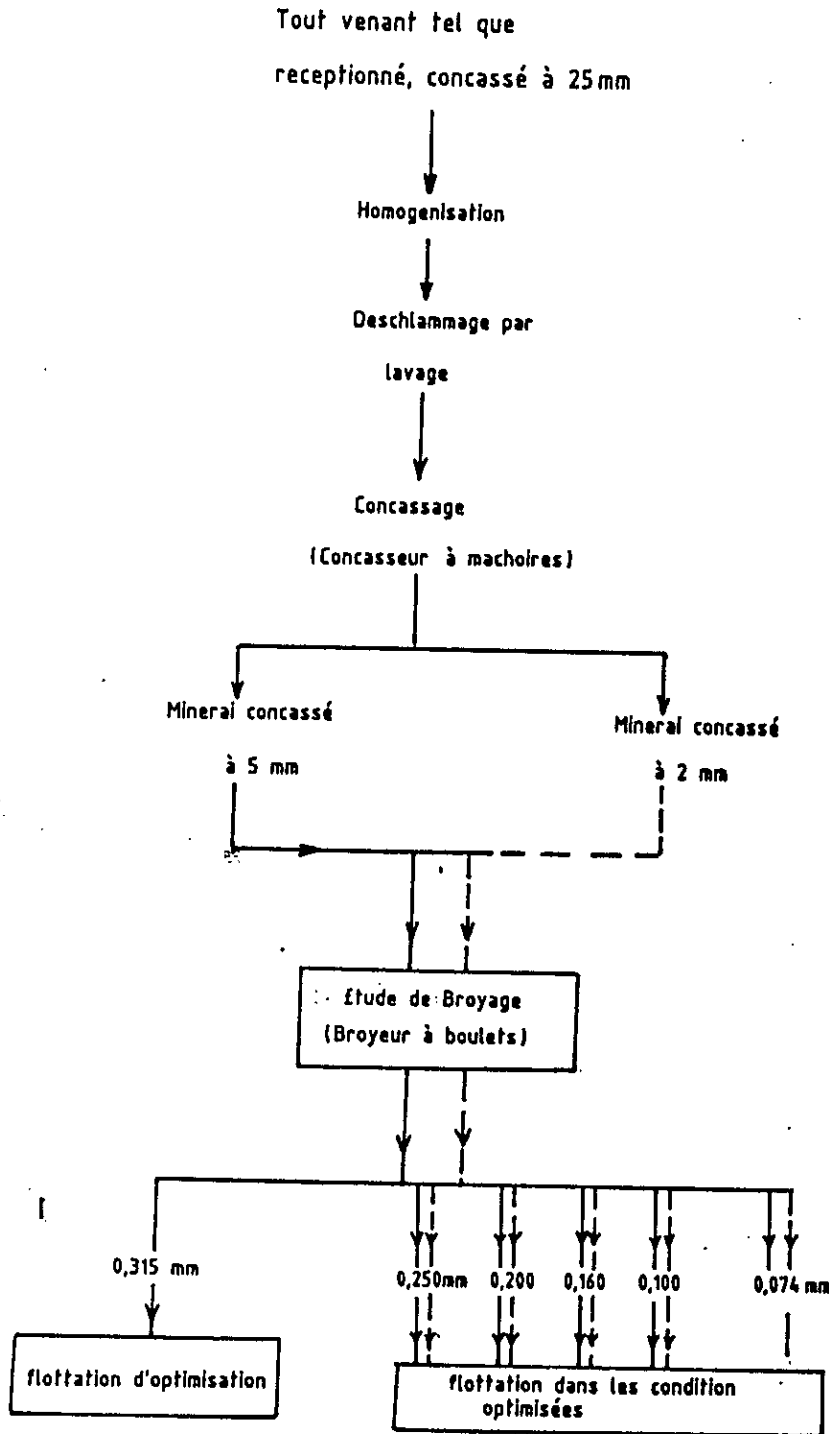 Tout venant tel que
receptionné, concassé à 25mm
Homogenisation
Deschlammage par
lavage
Concassage
(Concasseur à machoires)
Minerai concassé
à 5 mm
Minerai concassé
à 2 mm
Etude de Broyage
(Broyeur à boulets)
0,315 mm
0,250mm
0,200
0,160
0,100
0,074 mm
flottation d'optimisation
flottation dans les condition
optimisées